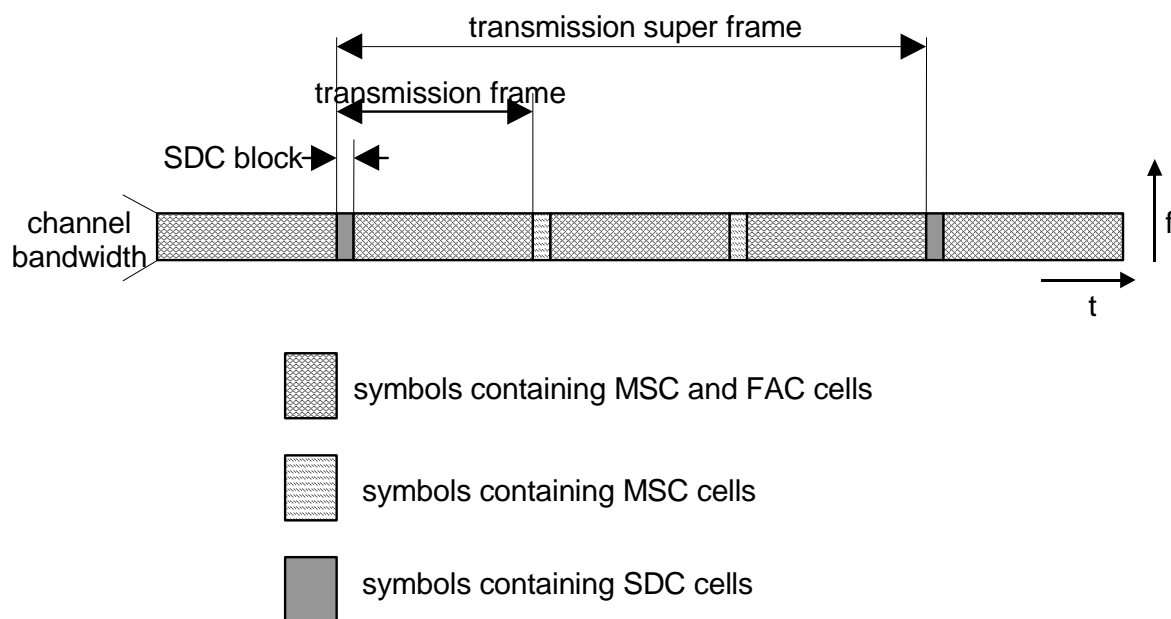 transmission super frame
transmission frame
SDC block
channel
bandwidth
f
t
symbols containing MSC and FAC cells
symbols containing MSC cells
symbols containing SDC cells